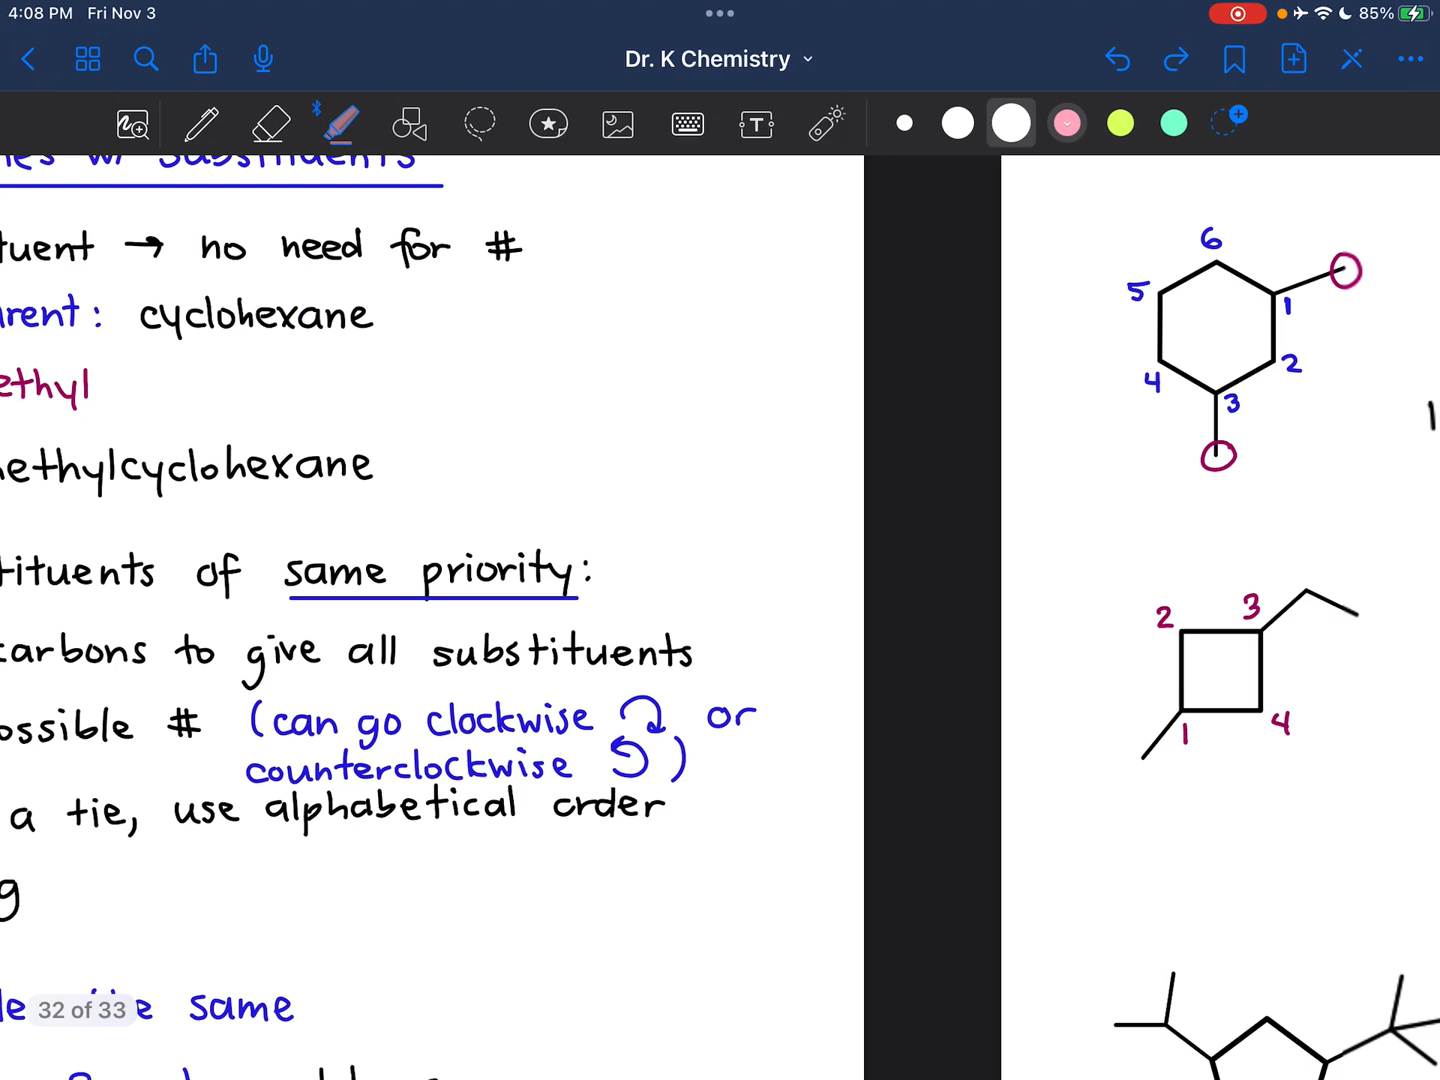 4:08 PM Fri Nov 3
85%
Dr. K Chemistry
w/ Substituents
tuent → no need for #
rent: cyclohexane
ethyl
ethylcyclohexane
tituents of same priority:
carbons to give all substituents
ossible # (can go clockwise or
counterclockwise )
a tie, use alphabetical order
g
32 of 33
same
6
5
1
4
2
3
1
2
3
1
4